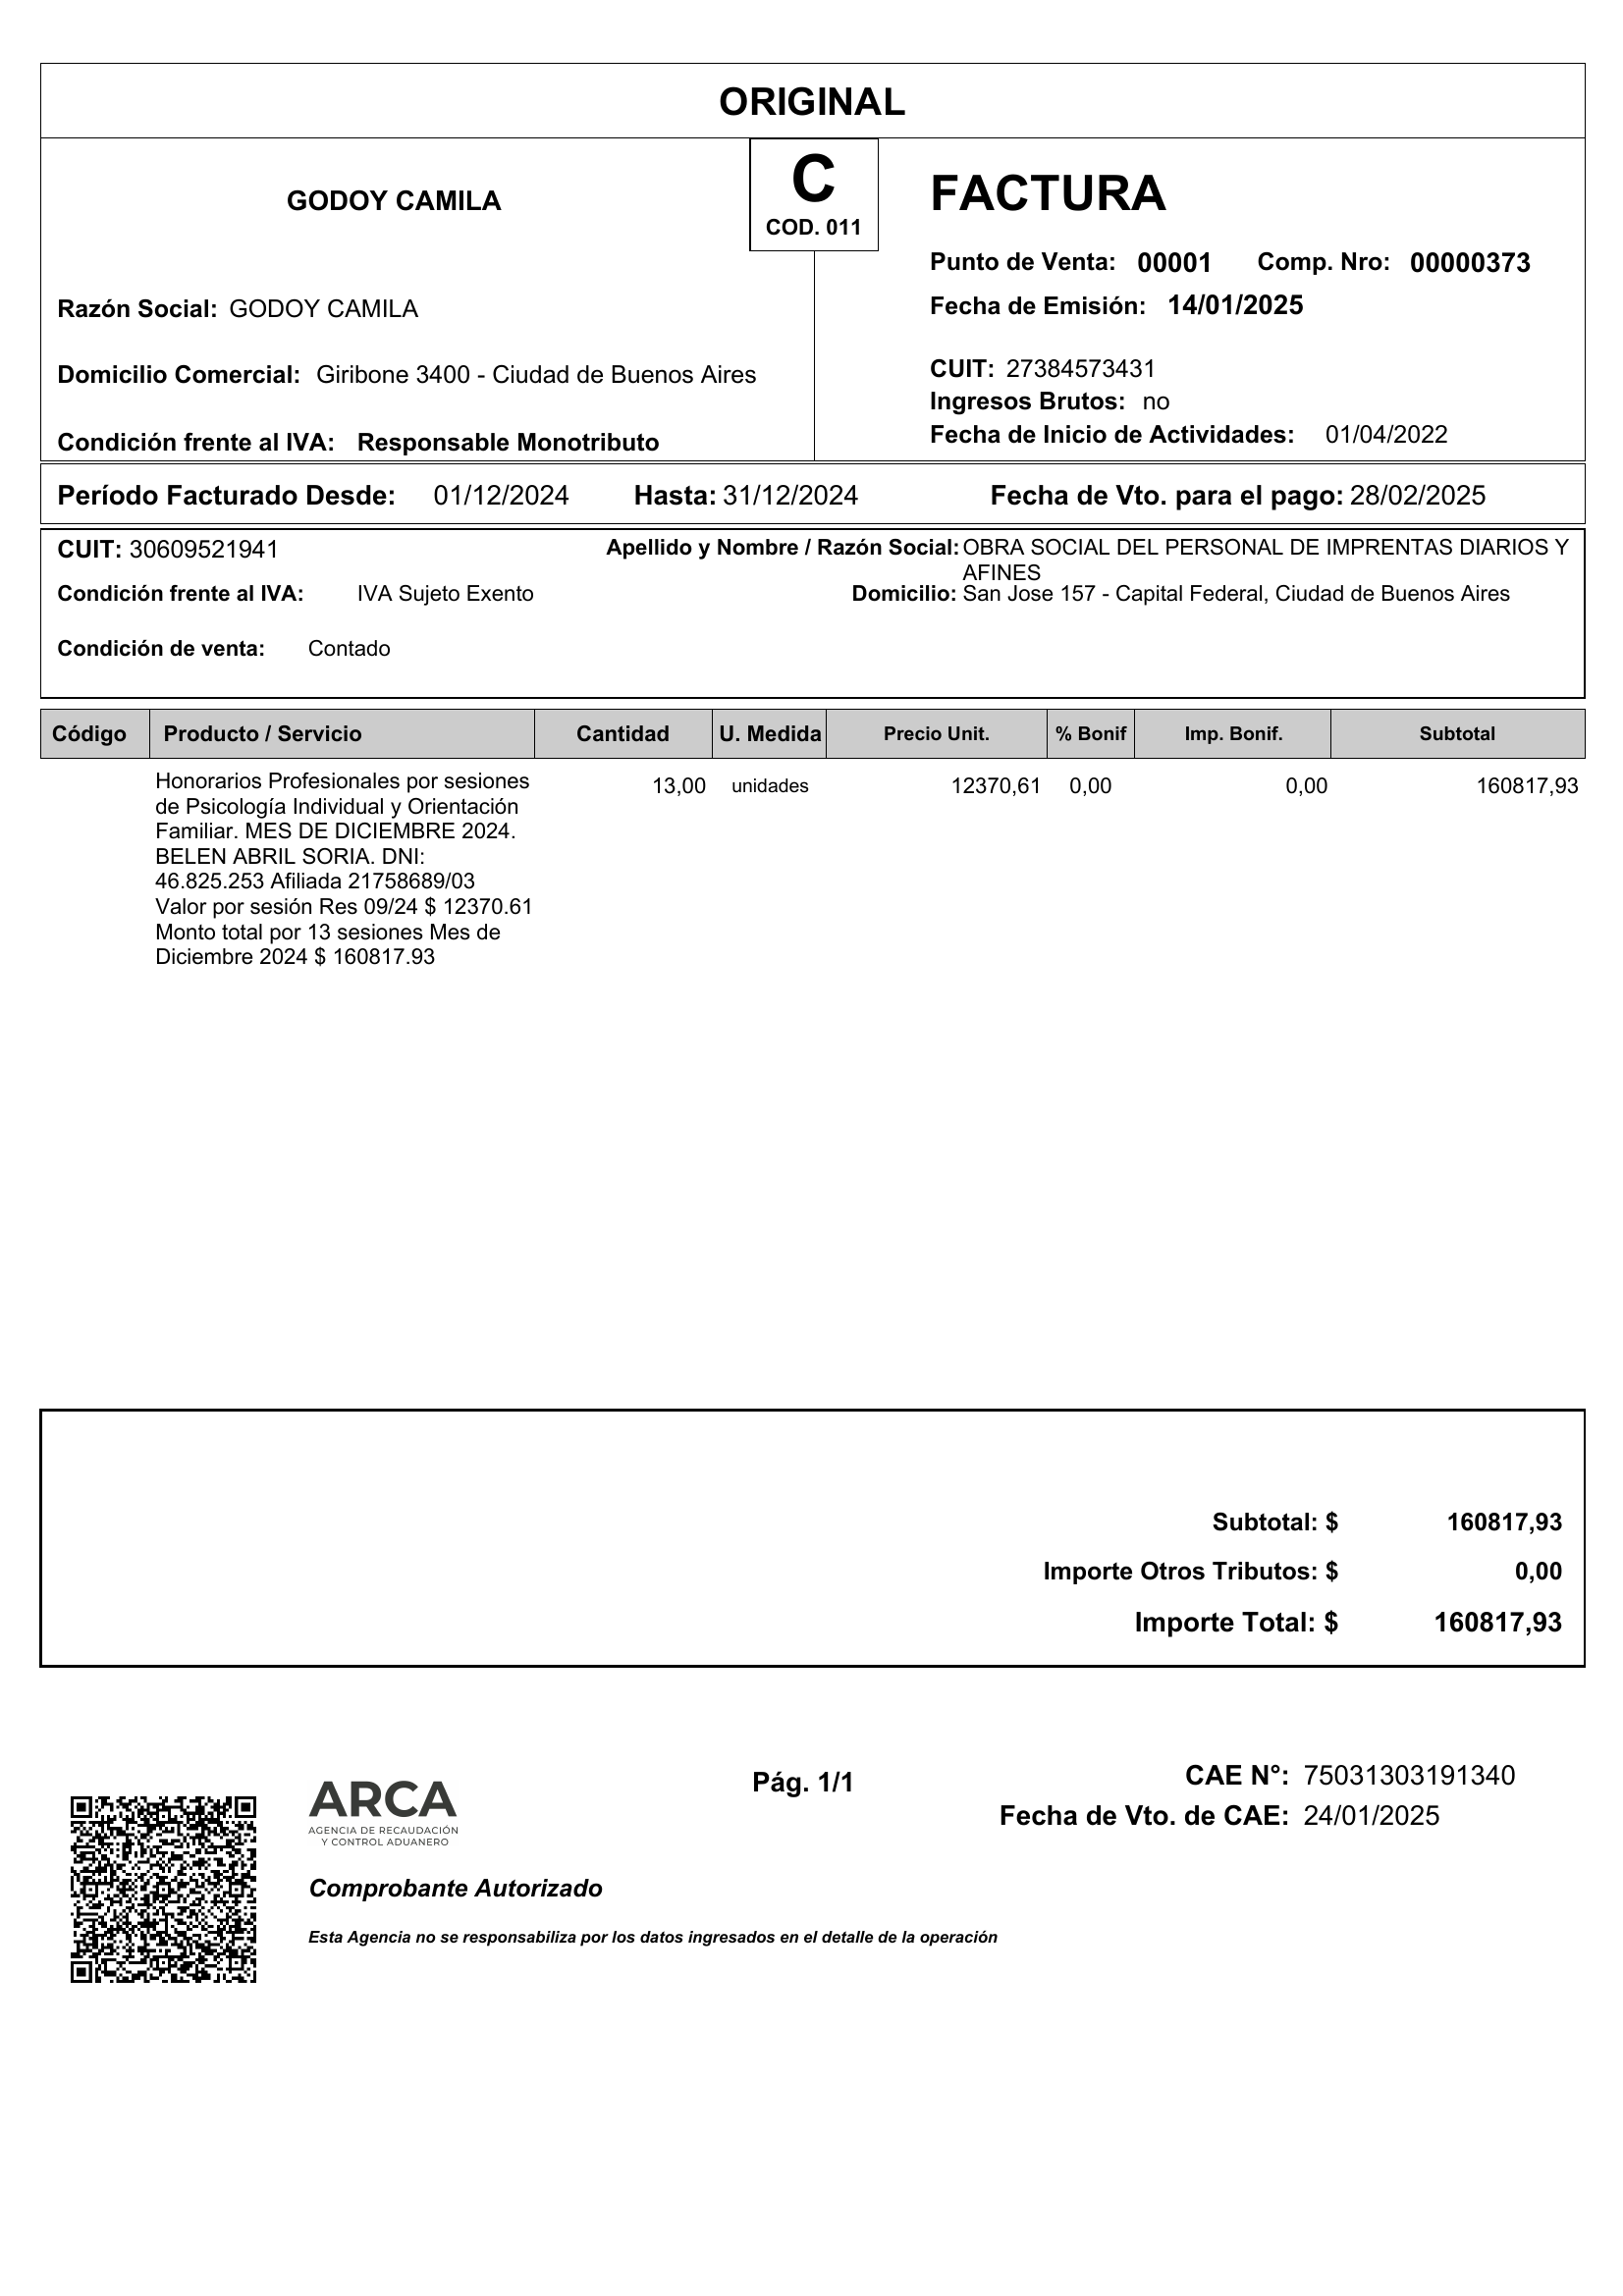 ORIGINAL
GODOY CAMILA
C
COD. 011
FACTURA
Punto de Venta: 00001 Comp. Nro: 00000373
Fecha de Emisión: 14/01/2025
Razón Social: GODOY CAMILA
Domicilio Comercial: Giribone 3400 - Ciudad de Buenos Aires
Condición frente al IVA: Responsable Monotributo
CUIT: 27384573431
Ingresos Brutos: no
Fecha de Inicio de Actividades: 01/04/2022
Período Facturado Desde: 01/12/2024 Hasta: 31/12/2024 Fecha de Vto. para el pago: 28/02/2025
CUIT: 30609521941 Apellido y Nombre / Razón Social: OBRA SOCIAL DEL PERSONAL DE IMPRENTAS DIARIOS Y
AFINES
Condición frente al IVA: IVA Sujeto Exento Domicilio: San Jose 157 - Capital Federal, Ciudad de Buenos Aires
Condición de venta: Contado
Código Producto / Servicio Cantidad U. Medida Precio Unit. % Bonif Imp. Bonif. Subtotal
Honorarios Profesionales por sesiones 13,00 unidades 12370,61 0,00 0,00 160817,93
de Psicología Individual y Orientación
Familiar. MES DE DICIEMBRE 2024.
BELEN ABRIL SORIA. DNI:
46.825.253 Afiliada 21758689/03
Valor por sesión Res 09/24 $ 12370.61
Monto total por 13 sesiones Mes de
Diciembre 2024 $ 160817.93
Subtotal: $ 160817,93
Importe Otros Tributos: $ 0,00
Importe Total: $ 160817,93
ARCA
AGENCIA DE RECAUDACIÓN
Y CONTROL ADUANERO
Pág. 1/1
CAE N°: 75031303191340
Fecha de Vto. de CAE: 24/01/2025
Comprobante Autorizado
Esta Agencia no se responsabiliza por los datos ingresados en el detalle de la operación